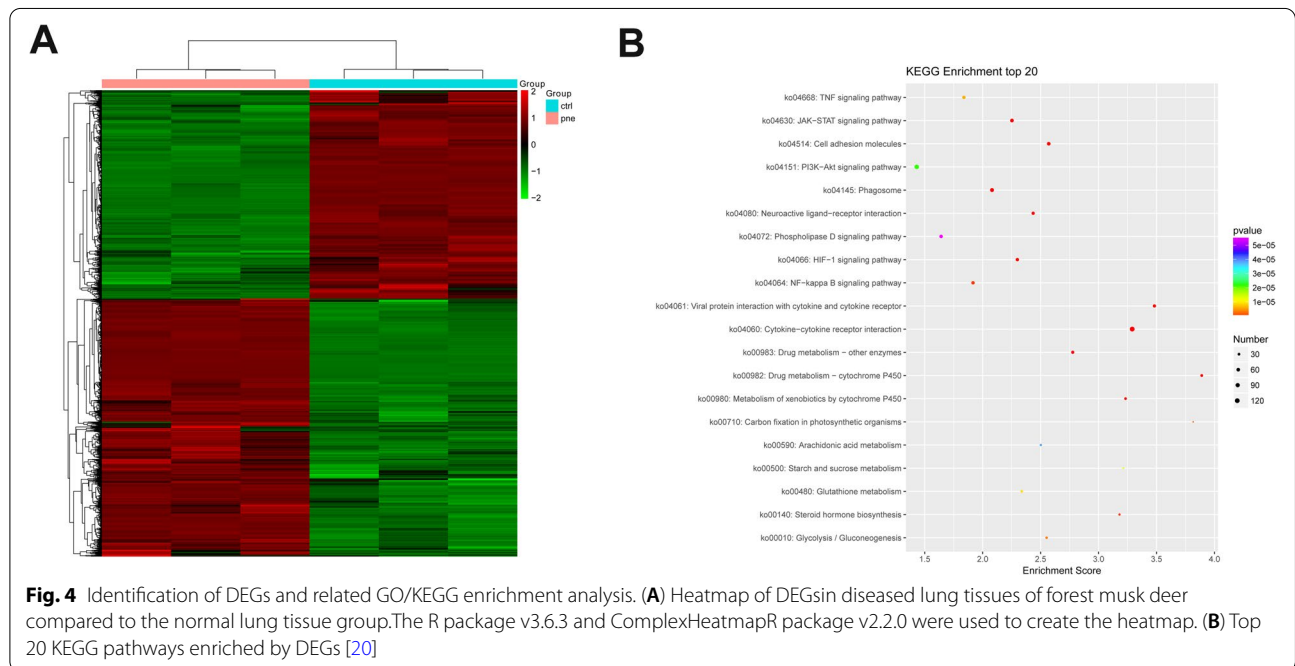 A
Group
2
1
0
−1
−2
Group
ctrl
pne
B
KEGG Enrichment top 20
ko04668: TNF signaling pathway
ko04630: JAK−STAT signaling pathway
ko04514: Cell adhesion molecules
ko04151: PI3K−Akt signaling pathway
ko04145: Phagosome
ko04080: Neuroactive ligand−receptor interaction
ko04072: Phospholipase D signaling pathway
ko04066: HIF−1 signaling pathway
ko04064: NF−kappa B signaling pathway
ko04061: Viral protein interaction with cytokine and cytokine receptor
ko04060: Cytokine−cytokine receptor interaction
ko00983: Drug metabolism − other enzymes
ko00982: Drug metabolism − cytochrome P450
ko00980: Metabolism of xenobiotics by cytochrome P450
ko00710: Carbon fixation in photosynthetic organisms
ko00590: Arachidonic acid metabolism
ko00500: Starch and sucrose metabolism
ko00480: Glutathione metabolism
ko00140: Steroid hormone biosynthesis
ko00010: Glycolysis / Gluconeogenesis
1.5 2.0 2.5 3.0 3.5 4.0
Enrichment Score
pvalue
5e−05
4e−05
3e−05
2e−05
1e−05
Number
30
60
90
120
Fig. 4 Identification of DEGs and related GO/KEGG enrichment analysis. (A) Heatmap of DEGsin diseased lung tissues of forest musk deer
compared to the normal lung tissue group.The R package v3.6.3 and ComplexHeatmapR package v2.2.0 were used to create the heatmap. (B) Top
20 KEGG pathways enriched by DEGs [20]